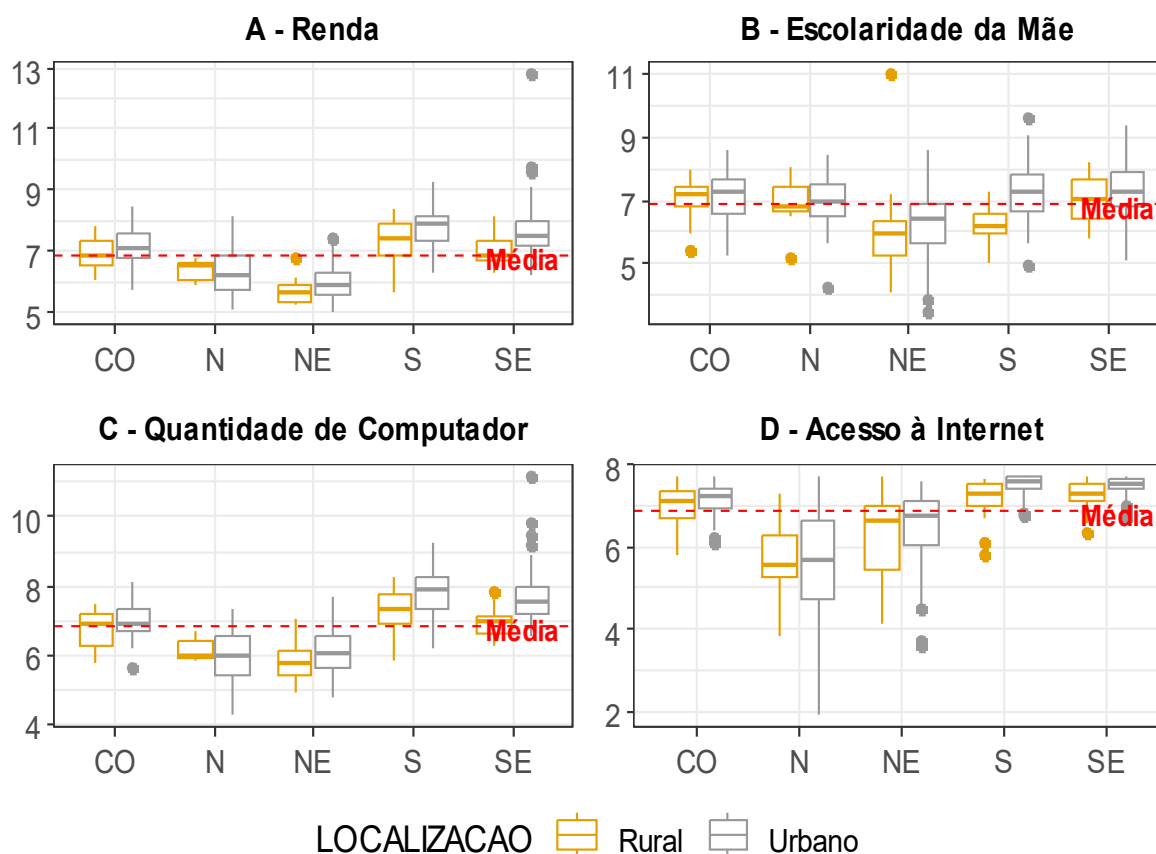 A - Renda
13
11
9
7
5
Média
CO N NE S SE
B - Escolaridade da Mãe
11
9
7
5
Média
CO N NE S SE
C - Quantidade de Computador
10
8
6
4
Média
CO N NE S SE
D - Acesso à Internet
8
6
4
2
Média
CO N NE S SE
LOCALIZACAO Rural Urbano